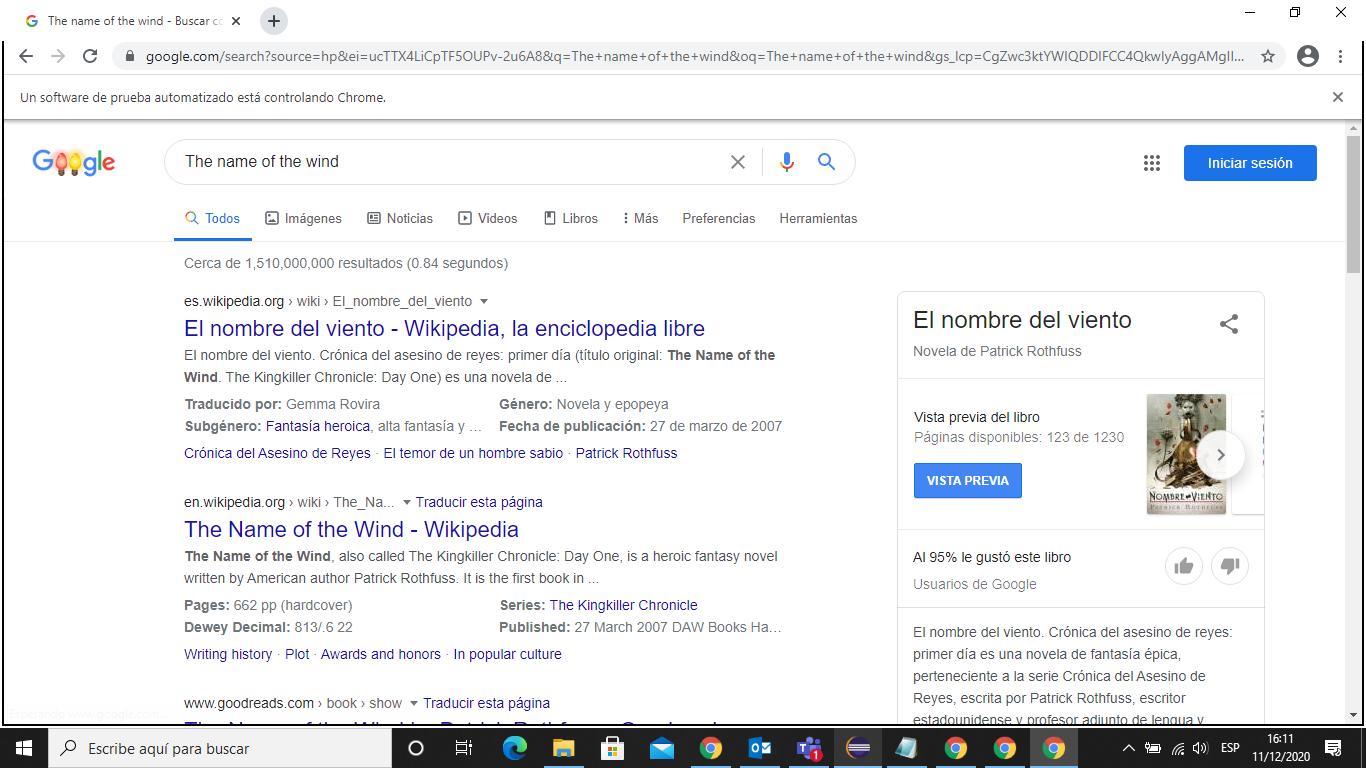 The name of the wind - Buscar co
google.com/search?source=hp&ei=ucTTX4LiCpTF5OUPv-2u6A8&q=The+name+of+the+wind&oq=The+name+of+the+wind&gs_lcp=CgZwc3ktYWIQDDIFCC4QkwIyAggAMgII...
Un software de prueba automatizado está controlando Chrome.
Google
The name of the wind
Iniciar sesión
Todos Imágenes Noticias Videos Libros Más Preferencias Herramientas
Cerca de 1,510,000,000 resultados (0.84 segundos)
es.wikipedia.org › wiki › El_nombre_del_viento
El nombre del viento - Wikipedia, la enciclopedia libre
El nombre del viento. Crónica del asesino de reyes: primer día (título original: The Name of the
Wind. The Kingkiller Chronicle: Day One) es una novela de ...
Traducido por: Gemma Rovira Género: Novela y epopeya
Subgénero: Fantasía heroica, alta fantasía y ... Fecha de publicación: 27 de marzo de 2007
Crónica del Asesino de Reyes · El temor de un hombre sabio · Patrick Rothfuss
en.wikipedia.org › wiki › The_Na... Traducir esta página
The Name of the Wind - Wikipedia
The Name of the Wind, also called The Kingkiller Chronicle: Day One, is a heroic fantasy novel
written by American author Patrick Rothfuss. It is the first book in ...
Pages: 662 pp (hardcover) Series: The Kingkiller Chronicle
Dewey Decimal: 813/.6 22 Published: 27 March 2007 DAW Books Ha...
Writing history · Plot · Awards and honors · In popular culture
www.goodreads.com › book › show Traducir esta página
El nombre del viento
Novela de Patrick Rothfuss
Vista previa del libro
Páginas disponibles: 123 de 1230
VISTA PREVIA
NOMBRE DEL VIENTO
PATRICK ROTHFUSS
Al 95% le gustó este libro
Usuarios de Google
El nombre del viento. Crónica del asesino de reyes:
primer día es una novela de fantasía épica,
perteneciente a la serie Crónica del Asesino de
Reyes, escrita por Patrick Rothfuss, escritor
estadounidense y profesor adjunto de lengua y
Esperando www.google.com...
Escribe aquí para buscar
1
ESP
16:11
11/12/2020